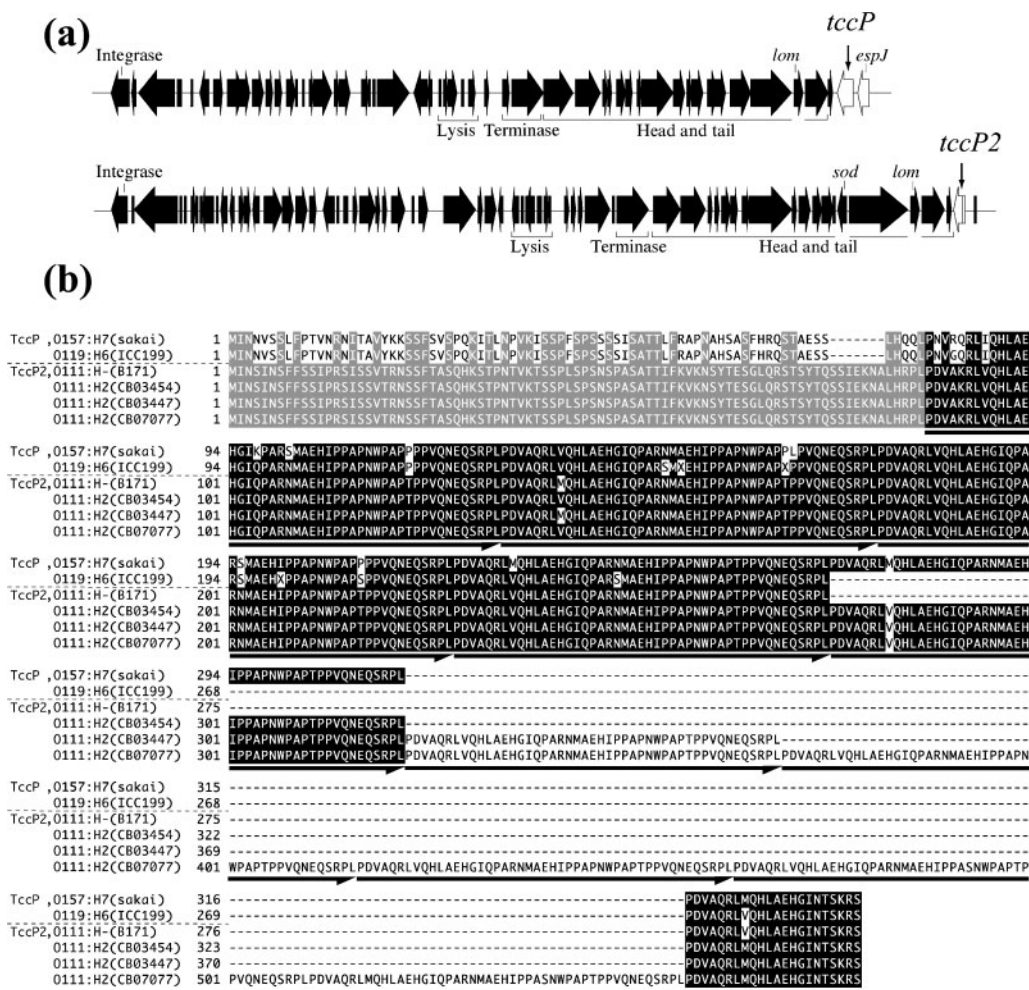 (a)
tccP
Integrase
lom
espJ
Lysis
Terminase
Head and tail
tccP2
Integrase
sod
lom
Lysis
Terminase
Head and tail
(b)
TccP ,O157:H7(sakai) 1 MINNVSSLFPTVNRNITAVYKKSSFSVSPQKITLNPVKISSPFSPSSSSISATTLFRAPNAHSASFHRQSTAESS-------LHQQLPNVRQRLIQHLAE
O119:H6(ICC199) 1 MINNVSSLFPTVNRNITAVYKKSSFSVSPQKITLNPVKISSPFSPSSSSISATTLFRAPNAHSASFHRQSTAESS-------LHQQLPNVGQRLIQHLAE
TccP2,O111:H-(B171) 1 MINSINSFFSSIPRSISSVTRNSSFTASQHKSTPNTVKTSSPLSPSNSPASATTIFKVKNSYTESGLQRSTSYTQSSIEKNALHRPLPDVAKRLVQHLAE
O111:H2(CB03454) 1 MINSINSFFSSIPRSISSVTRNSSFTASQHKSTPNTVKTSSPLSPSNSPASATTIFKVKNSYTESGLQRSTSYTQSSIEKNALHRPLPDVAKRLVQHLAE
O111:H2(CB03447) 1 MINSINSFFSSIPRSISSVTRNSSFTASQHKSTPNTVKTSSPLSPSNSPASATTIFKVKNSYTESGLQRSTSYTQSSIEKNALHRPLPDVAKRLVQHLAE
O111:H2(CB07077) 1 MINSINSFFSSIPRSISSVTRNSSFTASQHKSTPNTVKTSSPLSPSNSPASATTIFKVKNSYTESGLQRSTSYTQSSIEKNALHRPLPDVAKRLVQHLAE
TccP ,O157:H7(sakai) 94 HGIKPARSMAEHIPPAPNWPAPPPPVQNEQSRPLPDVAQRLVQHLAEHGIQPARNMAEHIPPAPNWPAPPLPVQNEQSRPLPDVAQRLVQHLAEHGIQPA
O119:H6(ICC199) 94 HGIQPARNMAEHIPPAPNWPAPPPPVQNEQSRPLPDVAQRLVQHLAEHGIQPARSMXEHIPPAPNWPAPXPPVQNEQSRPLPDVAQRLVQHLAEHGIQPA
TccP2,O111:H-(B171) 101 HGIQPARNMAEHIPPAPNWPAPTPPVQNEQSRPLPDVAQRLMQHLAEHGIQPARNMAEHIPPAPNWPAPTPPVQNEQSRPLPDVAQRLVQHLAEHGIQPA
O111:H2(CB03454) 101 HGIQPARNMAEHIPPAPNWPAPTPPVQNEQSRPLPDVAQRLVQHLAEHGIQPARNMAEHIPPAPNWPAPTPPVQNEQSRPLPDVAQRLVQHLAEHGIQPA
O111:H2(CB03447) 101 HGIQPARNMAEHIPPAPNWPAPTPPVQNEQSRPLPDVAQRLMQHLAEHGIQPARNMAEHIPPAPNWPAPTPPVQNEQSRPLPDVAQRLVQHLAEHGIQPA
O111:H2(CB07077) 101 HGIQPARNMAEHIPPAPNWPAPTPPVQNEQSRPLPDVAQRLVQHLAEHGIQPARNMAEHIPPAPNWPAPTPPVQNEQSRPLPDVAQRLVQHLAEHGIQPA
TccP ,O157:H7(sakai) 194 RSMAEHIPPAPNWPAPPPPVQNEQSRPLPDVAQRLMQHLAEHGIQPARNMAEHIPPAPNWPAPTPPVQNEQSRPLPDVAQRLMQHLAEHGIQPARNMAEH
O119:H6(ICC199) 194 RSMAEHXPPAPNWPAPSPPVQNEQSRPLPDVAQRLVQHLAEHGIQPARSMAEHIPPAPNWPAPTPPVQNEQSRPL--------------------------
TccP2,O111:H-(B171) 201 RNMAEHIPPAPNWPAPTPPVQNEQSRPLPDVAQRLVQHLAEHGIQPARNMAEHIPPAPNWPAPTPPVQNEQSRPL--------------------------
O111:H2(CB03454) 201 RNMAEHIPPAPNWPAPTPPVQNEQSRPLPDVAQRLVQHLAEHGIQPARNMAEHIPPAPNWPAPTPPVQNEQSRPLPDVAQRLVQHLAEHGIQPARNMAEH
O111:H2(CB03447) 201 RNMAEHIPPAPNWPAPTPPVQNEQSRPLPDVAQRLVQHLAEHGIQPARNMAEHIPPAPNWPAPTPPVQNEQSRPLPDVAQRLVQHLAEHGIQPARNMAEH
O111:H2(CB07077) 201 RNMAEHIPPAPNWPAPTPPVQNEQSRPLPDVAQRLVQHLAEHGIQPARNMAEHIPPAPNWPAPTPPVQNEQSRPLPDVAQRLVQHLAEHGIQPARNMAEH
TccP ,O157:H7(sakai) 294 IPPAPNWPAPTPPVQNEQSRPL------------------------------------------------------------------------------
O119:H6(ICC199) 268 ----------------------------------------------------------------------------------------------------
TccP2,O111:H-(B171) 275 ----------------------------------------------------------------------------------------------------
O111:H2(CB03454) 301 IPPAPNWPAPTPPVQNEQSRPL------------------------------------------------------------------------------
O111:H2(CB03447) 301 IPPAPNWPAPTPPVQNEQSRPLPDVAQRLVQHLAEHGIQPARNMAEHIPPAPNWPAPTPPVQNEQSRPL-------------------------------
O111:H2(CB07077) 301 IPPAPNWPAPTPPVQNEQSRPLPDVAQRLVQHLAEHGIQPARNMAEHIPPAPNWPAPTPPVQNEQSRPLPDVAQRLVQHLAEHGIQPARNMAEHIPPAPN
TccP ,O157:H7(sakai) 315 ----------------------------------------------------------------------------------------------------
O119:H6(ICC199) 268 ----------------------------------------------------------------------------------------------------
TccP2,O111:H-(B171) 275 ----------------------------------------------------------------------------------------------------
O111:H2(CB03454) 322 ----------------------------------------------------------------------------------------------------
O111:H2(CB03447) 369 ----------------------------------------------------------------------------------------------------
O111:H2(CB07077) 401 WPAPTPPVQNEQSRPLPDVAQRLVQHLAEHGIQPARNMAEHIPPAPNWPAPTPPVQNEQSRPLPDVAQRLVQHLAEHGIQPARNMAEHIPPASNWPAPTP
TccP ,O157:H7(sakai) 316 ---------------------------------------------------------PDVAQRLMQHLAEHGINTSKRS
O119:H6(ICC199) 269 ---------------------------------------------------------PDVAQRLVQHLAEHGINTSKRS
TccP2,O111:H-(B171) 276 ---------------------------------------------------------PDVAQRLVQHLAEHGINTSKRS
O111:H2(CB03454) 323 ---------------------------------------------------------PDVAQRLMQHLAEHGINTSKRS
O111:H2(CB03447) 370 ---------------------------------------------------------PDVAQRLMQHLAEHGINTSKRS
O111:H2(CB07077) 501 PVQNEQSRPLPDVAQRLMQHLAEHGIQPARNMAEHIPPASNWPAPTPPVQNEQSRPLPDVAQRLMQHLAEHGINTSKRS